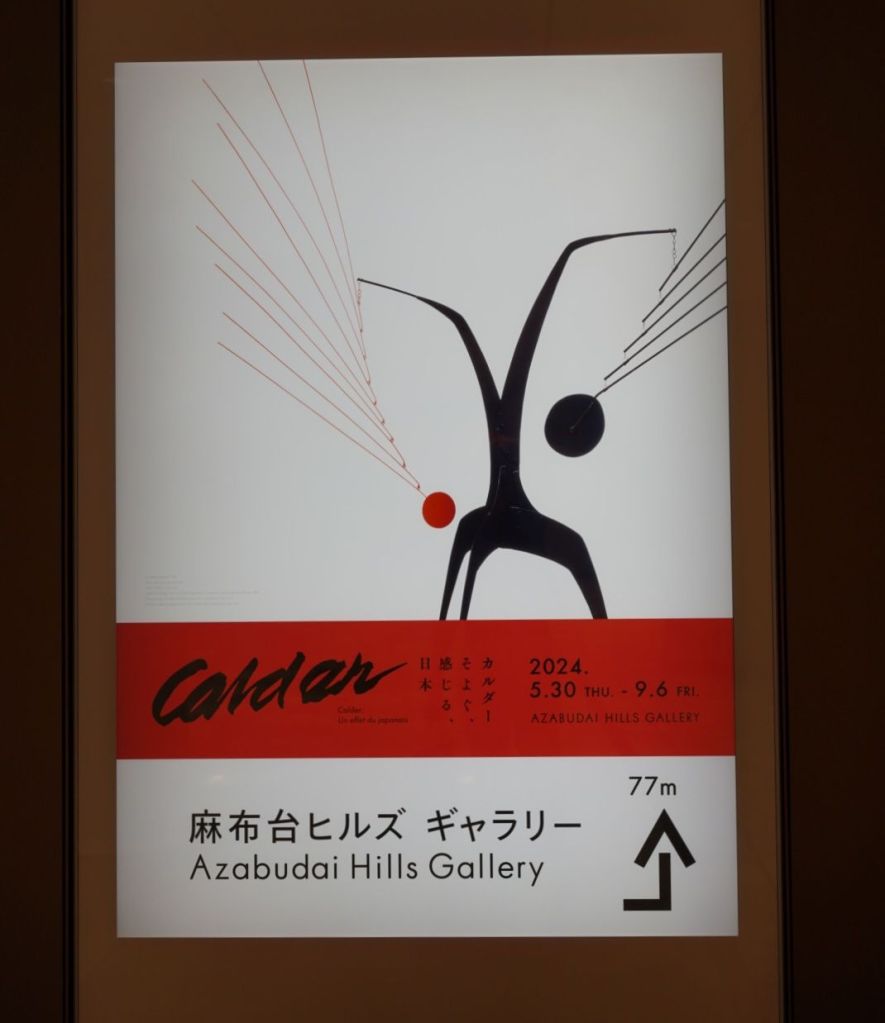 Calder
カルダー
そよぐ、
感じる、
日本
Calder:
Un effet du japonais
2024.
5.30 THU. - 9.6 FRI.
AZABUDAI HILLS GALLERY
77m
麻布台ヒルズ ギャラリー
Azabudai Hills Gallery